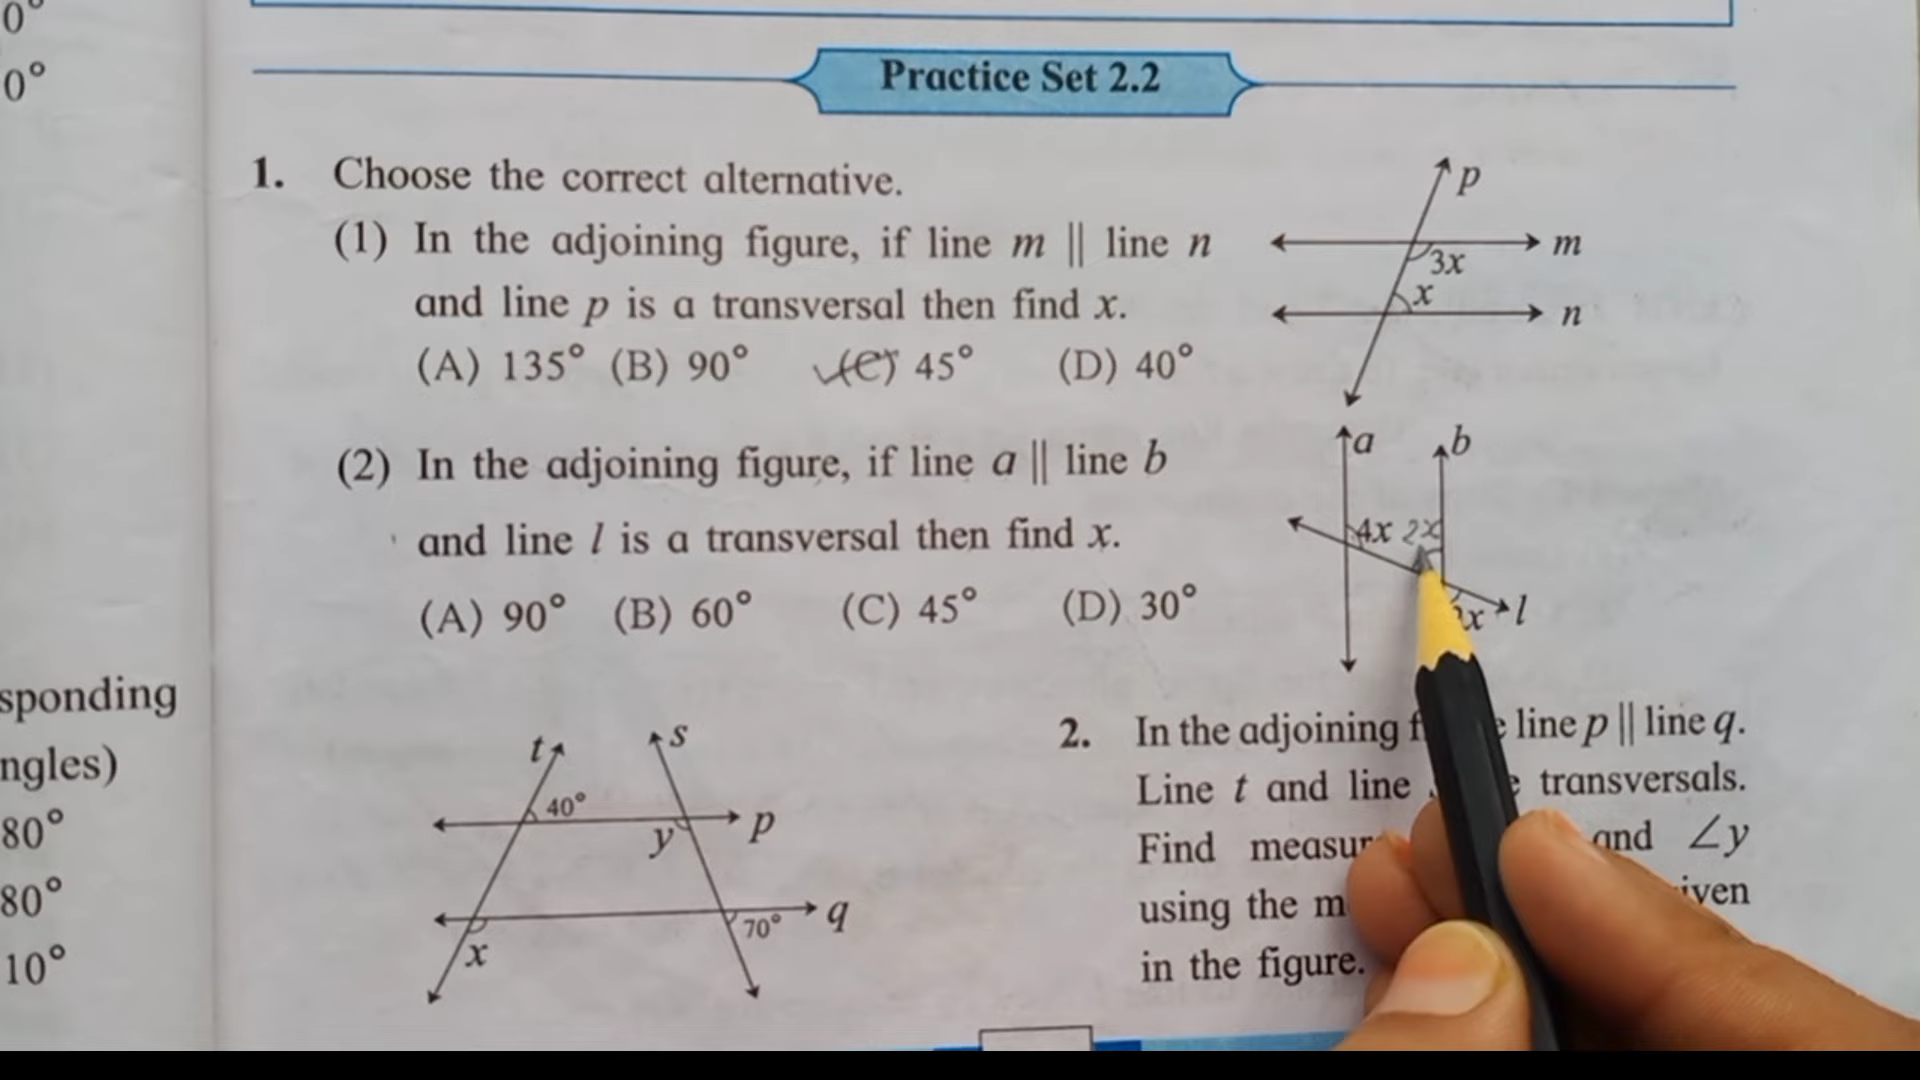 0°
0°
Practice Set 2.2
1. Choose the correct alternative.
(1) In the adjoining figure, if line m || line n
and line p is a transversal then find x.
(A) 135° (B) 90° (C) 45° (D) 40°
p
m
3x
x
n
(2) In the adjoining figure, if line a || line b
and line l is a transversal then find x.
(A) 90° (B) 60° (C) 45° (D) 30°
a
b
4x 2x
x
l
sponding
ngles)
80°
80°
10°
t
s
40°
y
p
x
70°
q
2. In the adjoining line p || line q.
Line t and line transversals.
Find and ∠y
using the
in the figure.